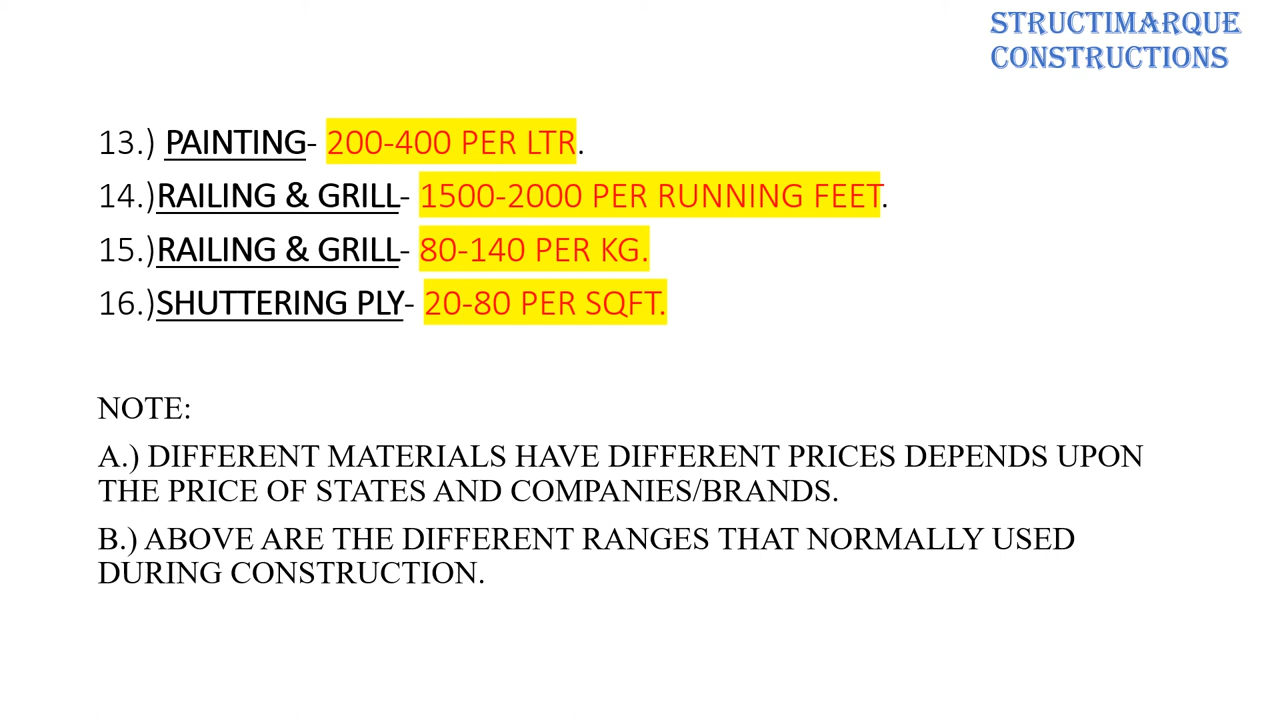 STRUCTIMARQUE
CONSTRUCTIONS
13.) PAINTING- 200-400 PER LTR.
14.)RAILING & GRILL- 1500-2000 PER RUNNING FEET.
15.)RAILING & GRILL- 80-140 PER KG.
16.)SHUTTERING PLY- 20-80 PER SQFT.
NOTE:
A.) DIFFERENT MATERIALS HAVE DIFFERENT PRICES DEPENDS UPON
THE PRICE OF STATES AND COMPANIES/BRANDS.
B.) ABOVE ARE THE DIFFERENT RANGES THAT NORMALLY USED
DURING CONSTRUCTION.